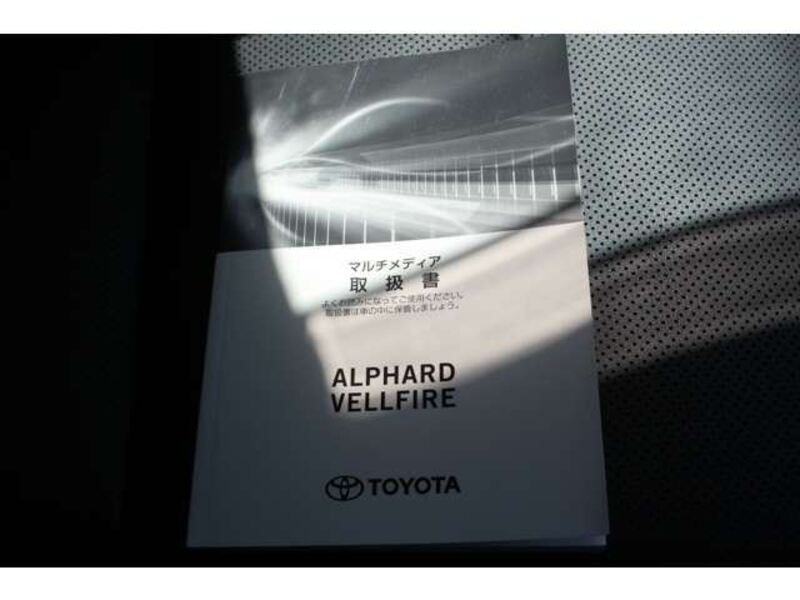 マルチメディア
取扱書
よくお読みになってご使用ください。
取扱書は車の中に保管しましょう。
ALPHARD
VELLFIRE
TOYOTA